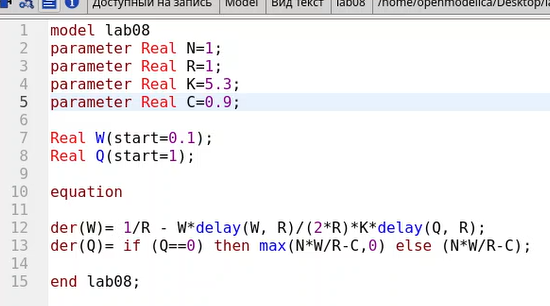 Доступный на запись Model Вид Текст lab08 /home/openmodelica/Desktop/
1 model lab08
2 parameter Real N=1;
3 parameter Real R=1;
4 parameter Real K=5.3;
5 parameter Real C=0.9;
6
7 Real W(start=0.1);
8 Real Q(start=1);
9
10 equation
11
12 der(W)= 1/R - W*delay(W, R)/(2*R)*K*delay(Q, R);
13 der(Q)= if (Q==0) then max(N*W/R-C,0) else (N*W/R-C);
14
15 end lab08;